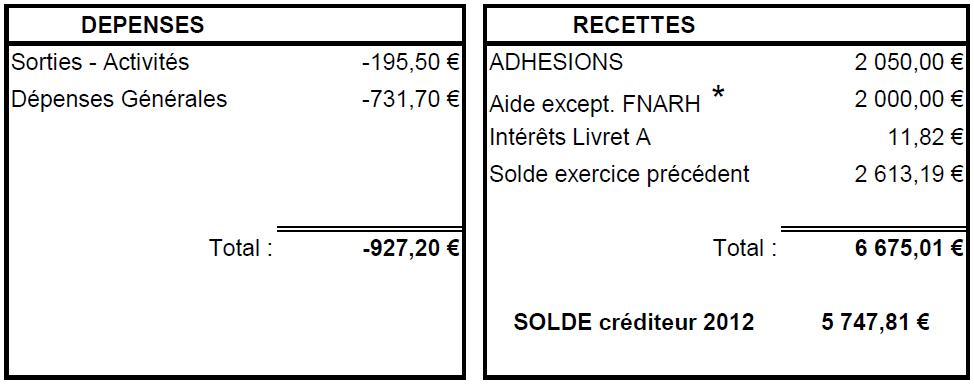 DEPENSES
Sorties - Activités -195,50 €
Dépenses Générales -731,70 €
Total : -927,20 €
RECETTES
ADHESIONS 2 050,00 €
Aide except. FNARH * 2 000,00 €
Intérêts Livret A 11,82 €
Solde exercice précédent 2 613,19 €
Total : 6 675,01 €
SOLDE créditeur 2012 5 747,81 €